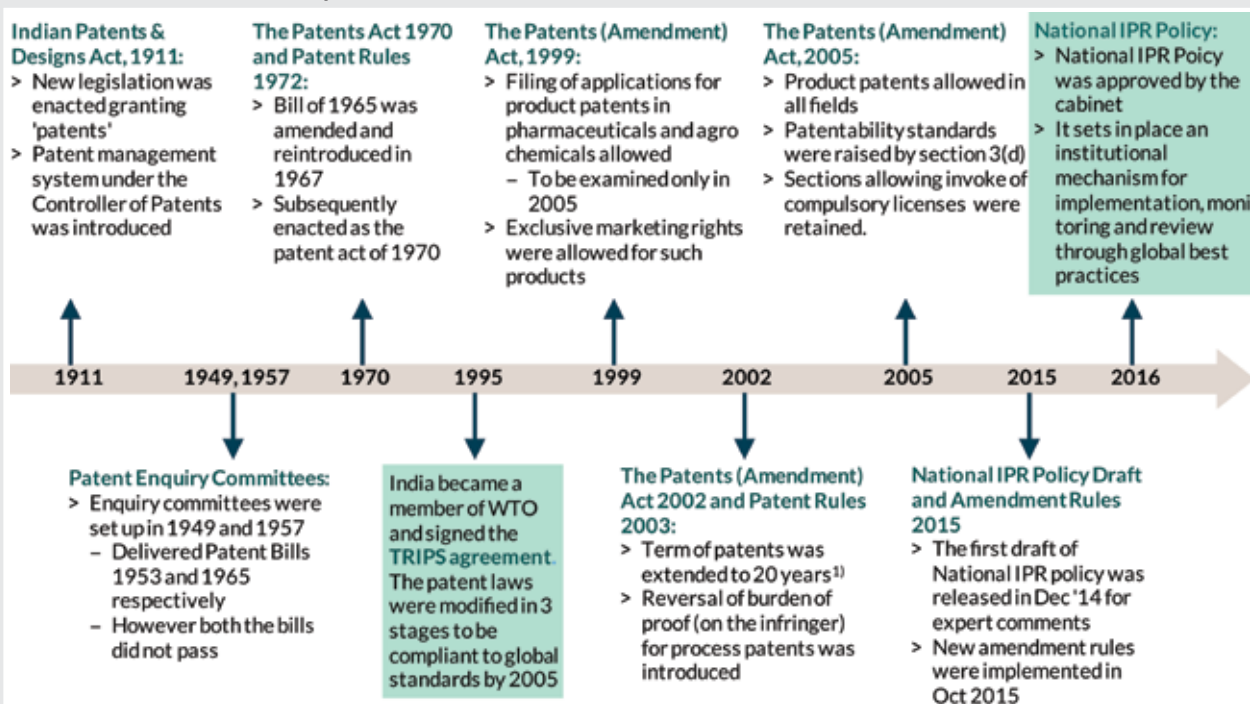 Indian Patents &
Designs Act, 1911:
> New legislation was
enacted granting
'patents'
> Patent management
system under the
Controller of Patents
was introduced
The Patents Act 1970
and Patent Rules
1972:
> Bill of 1965 was
amended and
reintroduced in
1967
> Subsequently
enacted as the
patent act of 1970
The Patents (Amendment)
Act, 1999:
> Filing of applications for
product patents in
pharmaceuticals and agro
chemicals allowed
– To be examined only in
2005
> Exclusive marketing rights
were allowed for such
products
The Patents (Amendment)
Act, 2005:
> Product patents allowed in
all fields
> Patentability standards
were raised by section 3(d)
> Sections allowing invoke of
compulsory licenses were
retained.
National IPR Policy:
> National IPR Poicy
was approved by the
cabinet
> It sets in place an
institutional
mechanism for
implementation, moni
toring and review
through global best
practices
1911 1949, 1957 1970 1995 1999 2002 2005 2015 2016
Patent Enquiry Committees:
> Enquiry committees were
set up in 1949 and 1957
– Delivered Patent Bills
1953 and 1965
respectively
– However both the bills
did not pass
India became a
member of WTO
and signed the
TRIPS agreement.
The patent laws
were modified in 3
stages to be
compliant to global
standards by 2005
The Patents (Amendment)
Act 2002 and Patent Rules
2003:
> Term of patents was
extended to 20 years¹⁾
> Reversal of burden of
proof (on the infringer)
for process patents was
introduced
National IPR Policy Draft
and Amendment Rules
2015
> The first draft of
National IPR policy was
released in Dec '14 for
expert comments
> New amendment rules
were implemented in
Oct 2015